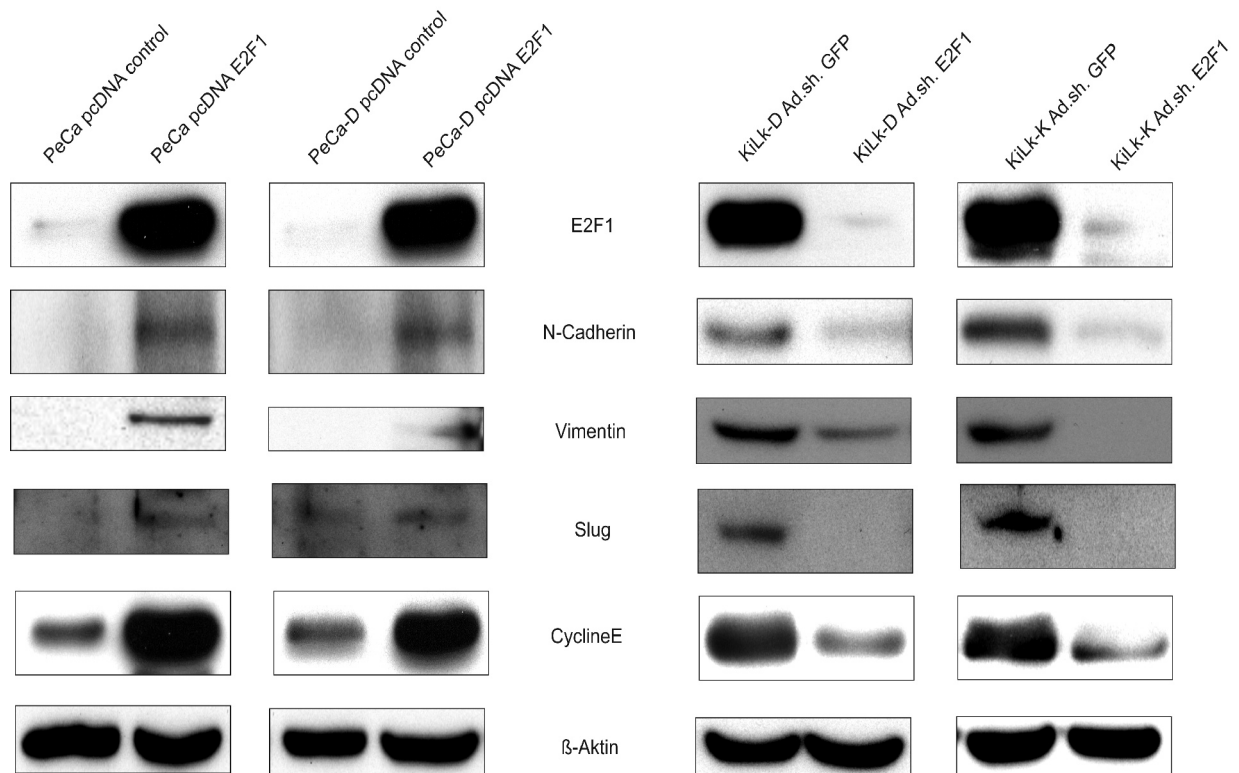 PeCa pcDNA control
PeCa pcDNA E2F1
PeCa-D pcDNA control
PeCa-D pcDNA E2F1
KiLk-D Ad.sh. GFP
KiLk-D Ad.sh. E2F1
KiLk-K Ad.sh. GFP
KiLk-K Ad.sh. E2F1
E2F1
N-Cadherin
Vimentin
Slug
CyclineE
ß-Aktin